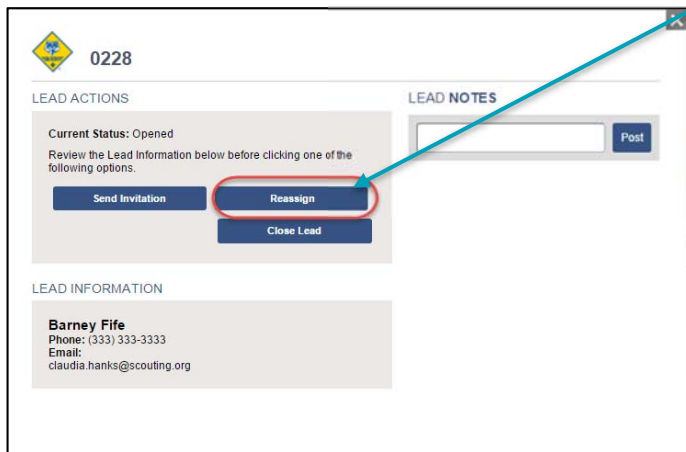 0228
LEAD ACTIONS
Current Status: Opened
Review the Lead Information below before clicking one of the
following options.
Send Invitation
Reassign
Close Lead
LEAD NOTES
Post
LEAD INFORMATION
Barney Fife
Phone: (333) 333-3333
Email:
claudia.hanks@scouting.org